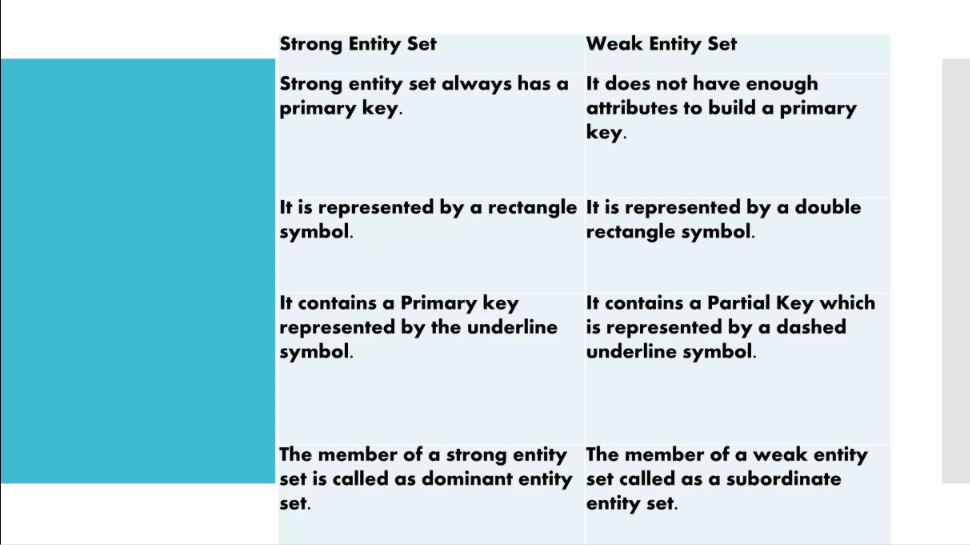 Strong Entity Set
Weak Entity Set
Strong entity set always has a
primary key.
It does not have enough
attributes to build a primary
key.
It is represented by a rectangle
symbol.
It is represented by a double
rectangle symbol.
It contains a Primary key
represented by the underline
symbol.
It contains a Partial Key which
is represented by a dashed
underline symbol.
The member of a strong entity
set is called as dominant entity
set.
The member of a weak entity
set called as a subordinate
entity set.